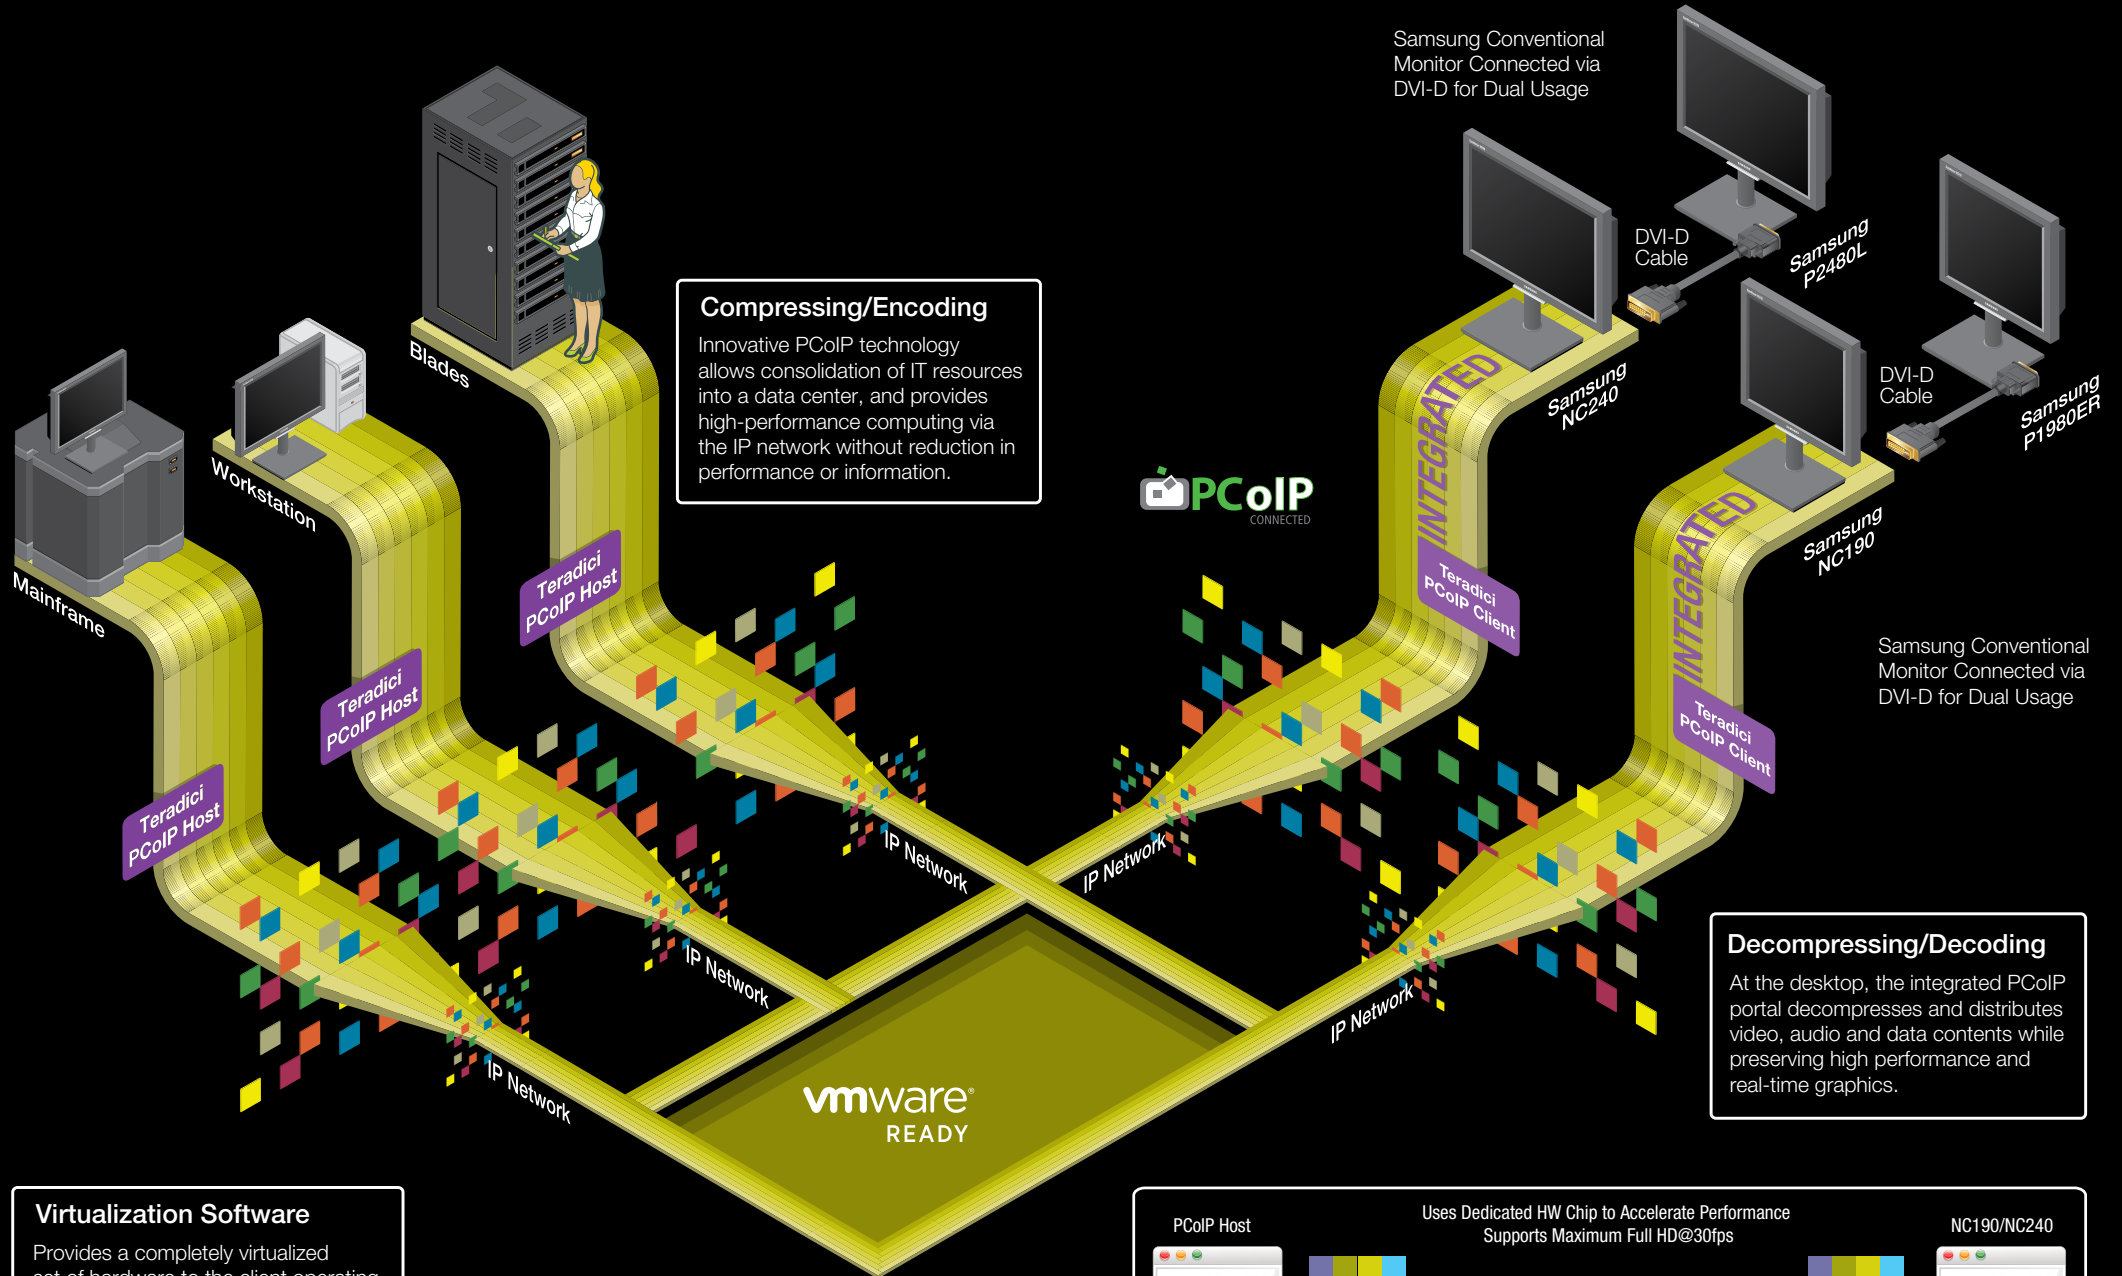 Samsung Conventional
Monitor Connected via
DVI-D for Dual Usage
DVI-D
Cable
Samsung
P2480L
Compressing/Encoding
Innovative PCoIP technology
allows consolidation of IT resources
into a data center, and provides
high-performance computing via
the IP network without reduction in
performance or information.
Blades
Workstation
Mainframe
INTEGRATED
Samsung
NC240
DVI-D
Cable
Samsung
P1980ER
PCoIP
CONNECTED
INTEGRATED
Samsung
NC190
Teradici
PCoIP Host
Teradici
PCoIP Client
Teradici
PCoIP Host
Samsung Conventional
Monitor Connected via
DVI-D for Dual Usage
Teradici
PCoIP Client
Teradici
PCoIP Host
IP Network
IP Network
IP Network
IP Network
IP Network
Decompressing/Decoding
At the desktop, the integrated PCoIP
portal decompresses and distributes
video, audio and data contents while
preserving high performance and
real-time graphics.
vmware®
READY
Virtualization Software
Provides a completely virtualized
set of hardware to the client operating
Uses Dedicated HW Chip to Accelerate Performance
Supports Maximum Full HD@30fps
PCoIP Host
NC190/NC240